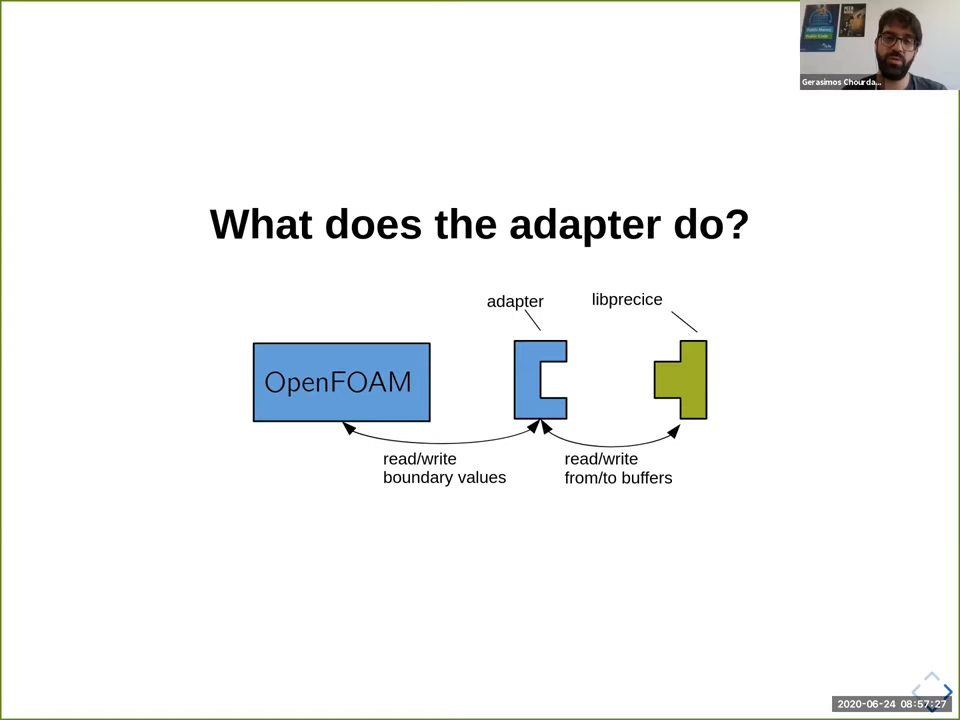 Gerasimos Chourda...
What does the adapter do?
adapter
libprecice
OpenFOAM
read/write
boundary values
read/write
from/to buffers
2020-06-24 08:57:27